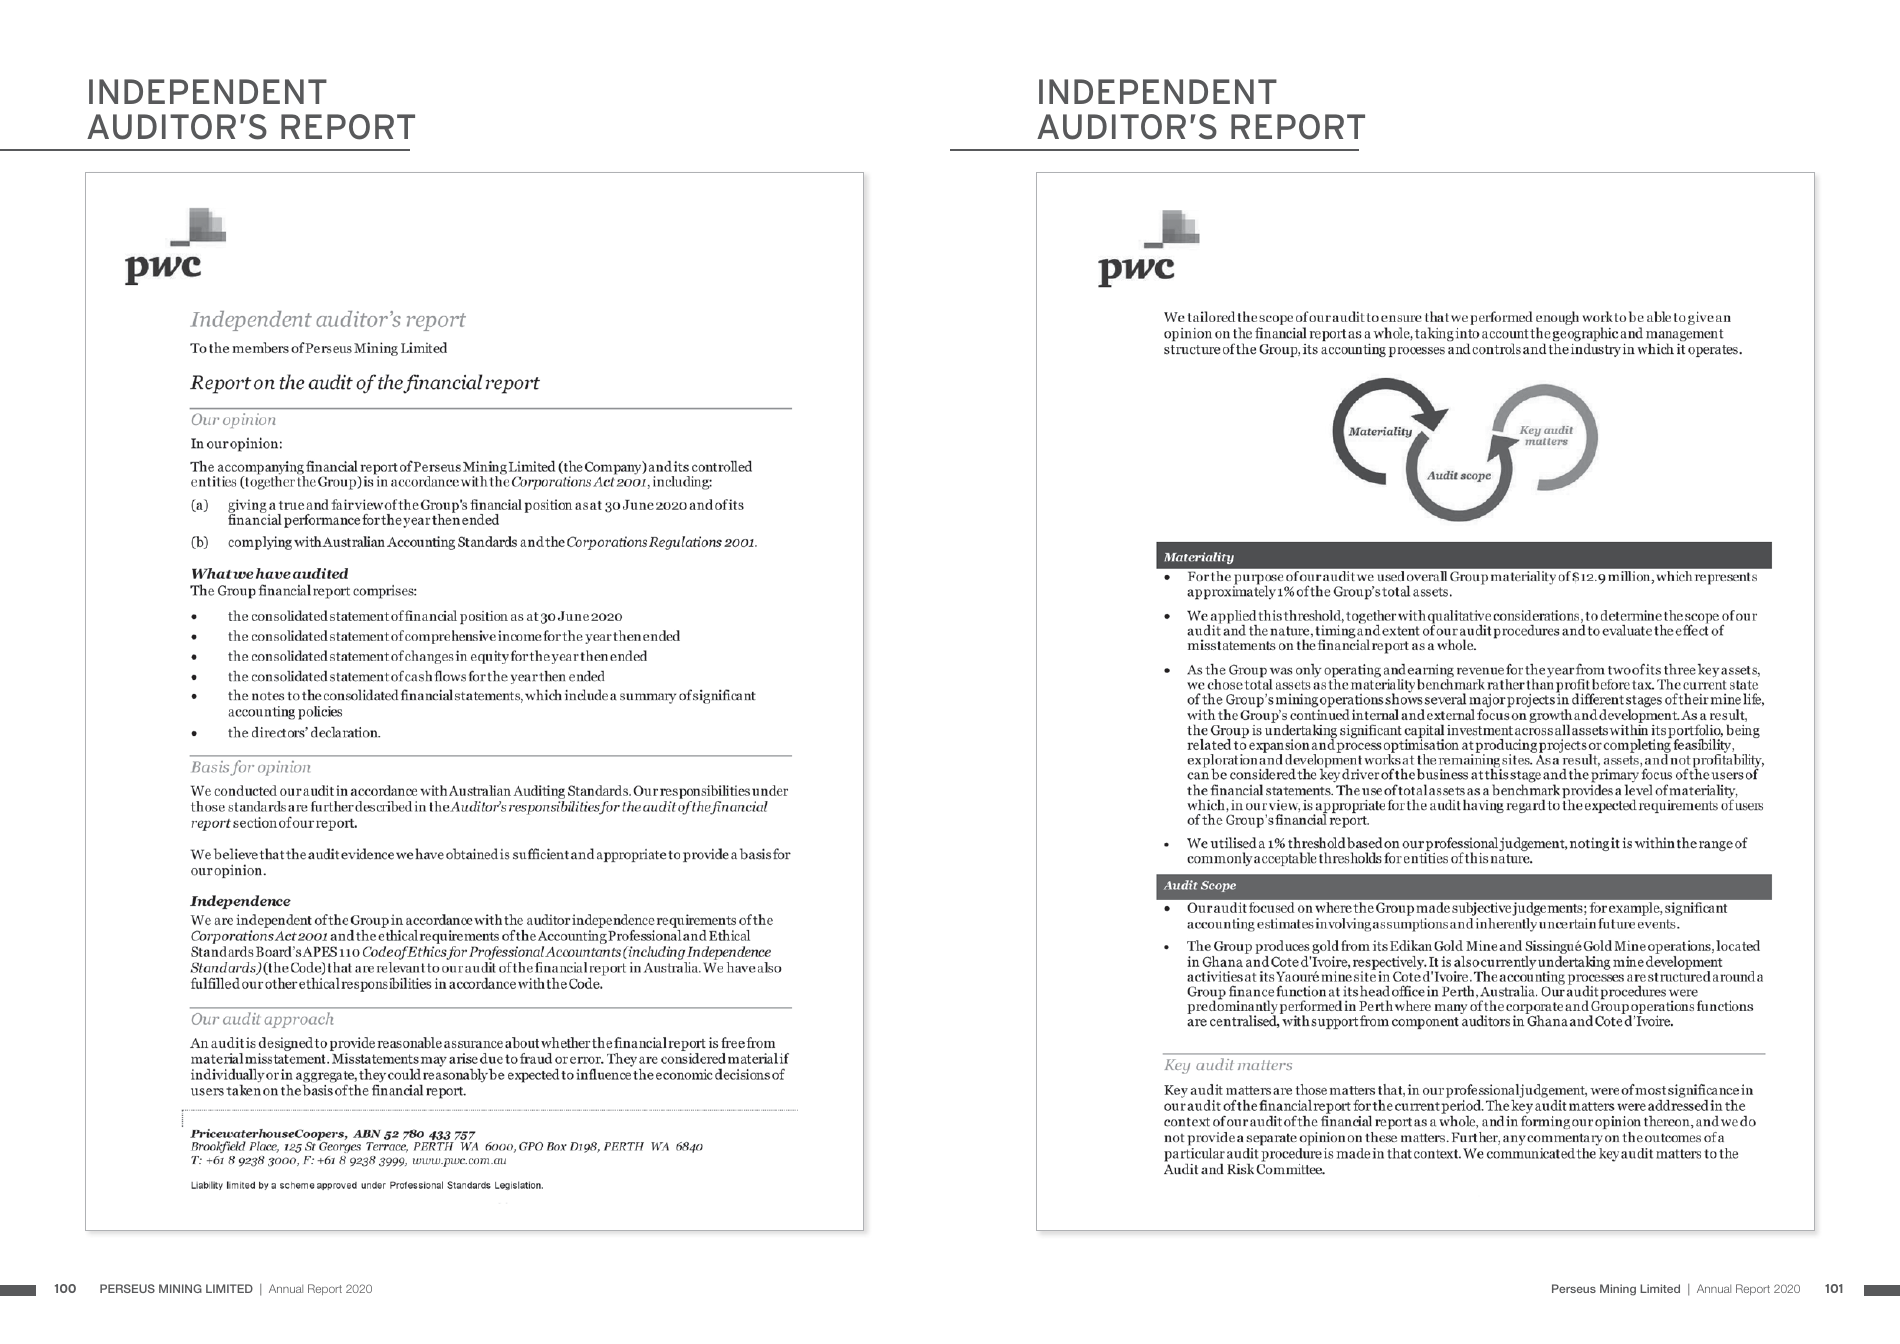 INDEPENDENT
AUDITOR'S REPORT
pwc
Independent auditor's report
To the members of Perseus Mining Limited
Report on the audit of the financial report
Our opinion
In our opinion:
The accompanying financial report of Perseus Mining Limited (the Company) and its controlled
entities (together the Group) is in accordance with the Corporations Act 2001, including:
(a) giving a true and fair view of the Group's financial position as at 30 June 2020 and of its
financial performance for the year then ended
(b) complying with Australian Accounting Standards and the Corporations Regulations 2001.
What we have audited
The Group financial report comprises:
• the consolidated statement of financial position as at 30 June 2020
• the consolidated statement of comprehensive income for the year then ended
• the consolidated statement of changes in equity for the year then ended
• the consolidated statement of cash flows for the year then ended
• the notes to the consolidated financial statements, which include a summary of significant
accounting policies
• the directors' declaration.
Basis for opinion
We conducted our audit in accordance with Australian Auditing Standards. Our responsibilities under
those standards are further described in the Auditor's responsibilities for the audit of the financial
report section of our report.
We believe that the audit evidence we have obtained is sufficient and appropriate to provide a basis for
our opinion.
Independence
We are independent of the Group in accordance with the auditor independence requirements of the
Corporations Act 2001 and the ethical requirements of the Accounting Professional and Ethical
Standards Board's APES 110 Code of Ethics for Professional Accountants (including Independence
Standards) (the Code) that are relevant to our audit of the financial report in Australia. We have also
fulfilled our other ethical responsibilities in accordance with the Code.
Our audit approach
An audit is designed to provide reasonable assurance about whether the financial report is free from
material misstatement. Misstatements may arise due to fraud or error. They are considered material if
individually or in aggregate, they could reasonably be expected to influence the economic decisions of
users taken on the basis of the financial report.
PricewaterhouseCoopers, ABN 52 780 433 757
Brookfield Place, 125 St Georges Terrace, PERTH WA 6000, GPO Box D198, PERTH WA 6840
T: +61 8 9238 3000, F: +61 8 9238 3999, www.pwc.com.au
Liability limited by a scheme approved under Professional Standards Legislation.
100 PERSEUS MINING LIMITED | Annual Report 2020
INDEPENDENT
AUDITOR'S REPORT
pwc
We tailored the scope of our audit to ensure that we performed enough work to be able to give an
opinion on the financial report as a whole, taking into account the geographic and management
structure of the Group, its accounting processes and controls and the industry in which it operates.
Materiality
Audit scope
Key audit
matters
Materiality
• For the purpose of our audit we used overall Group materiality of $12.9 million, which represents
approximately 1% of the Group's total assets.
• We applied this threshold, together with qualitative considerations, to determine the scope of our
audit and the nature, timing and extent of our audit procedures and to evaluate the effect of
misstatements on the financial report as a whole.
• As the Group was only operating and earning revenue for the year from two of its three key assets,
we chose total assets as the materiality benchmark rather than profit before tax. The current state
of the Group's mining operations shows several major projects in different stages of their mine life,
with the Group's continued internal and external focus on growth and development. As a result,
the Group is undertaking significant capital investment across all assets within its portfolio, being
related to expansion and process optimisation at producing projects or completing feasibility,
exploration and development works at the remaining sites. As a result, assets, and not profitability,
can be considered the key driver of the business at this stage and the primary focus of the users of
the financial statements. The use of total assets as a benchmark provides a level of materiality,
which, in our view, is appropriate for the audit having regard to the expected requirements of users
of the Group's financial report.
• We utilised a 1% threshold based on our professional judgement, noting it is within the range of
commonly acceptable thresholds for entities of this nature.
Audit Scope
• Our audit focused on where the Group made subjective judgements; for example, significant
accounting estimates involving assumptions and inherently uncertain future events.
• The Group produces gold from its Edikan Gold Mine and Sissingué Gold Mine operations, located
in Ghana and Cote d'Ivoire, respectively. It is also currently undertaking mine development
activities at its Yaouré mine site in Cote d'Ivoire. The accounting processes are structured around a
Group finance function at its head office in Perth, Australia. Our audit procedures were
predominantly performed in Perth where many of the corporate and Group operations functions
are centralised, with support from component auditors in Ghana and Cote d'Ivoire.
Key audit matters
Key audit matters are those matters that, in our professional judgement, were of most significance in
our audit of the financial report for the current period. The key audit matters were addressed in the
context of our audit of the financial report as a whole, and in forming our opinion thereon, and we do
not provide a separate opinion on these matters. Further, any commentary on the outcomes of a
particular audit procedure is made in that context. We communicated the key audit matters to the
Audit and Risk Committee.
Perseus Mining Limited | Annual Report 2020 101